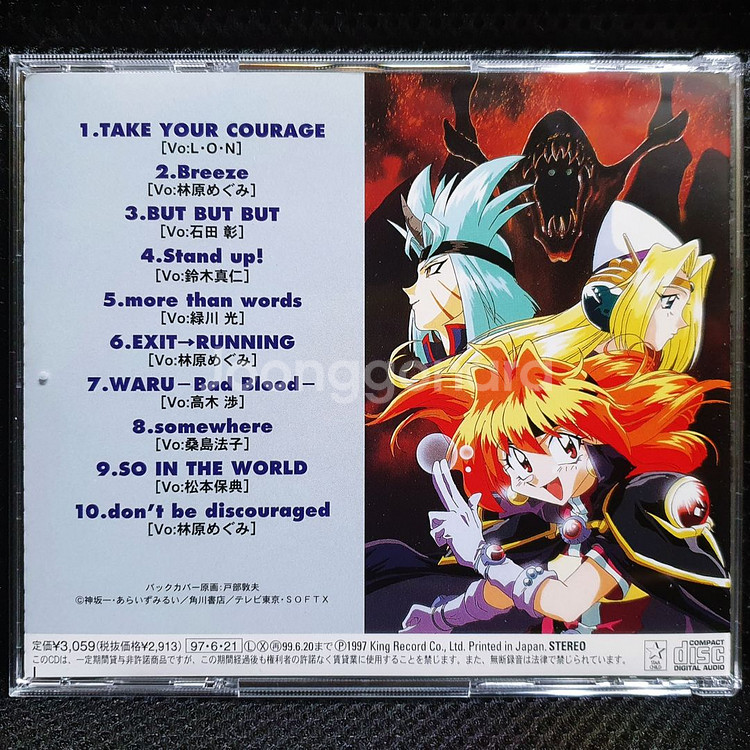 1.TAKE YOUR COURAGE
[Vo:L・O・N]
2.Breeze
[Vo:林原めぐみ]
3.BUT BUT BUT
[Vo:石田 彰]
4.Stand up!
[Vo:鈴木真仁]
5.more than words
[Vo:緑川 光]
6.EXIT→RUNNING
[Vo:林原めぐみ]
7.WARU－Bad Blood－
[Vo:高木 渉]
8.somewhere
[Vo:桑島法子]
9.SO IN THE WORLD
[Vo:松本保典]
10.don't be discouraged
[Vo:林原めぐみ]
joonggonara
バックカバー原画:戸部敦夫
©神坂一・あらいずみるい／角川書店／テレビ東京・SOFTX
定価¥3,059(税抜価格¥2,913) 97・6・21 Ⓛ Ⓧ ㊞99.6.20まで Ⓟ1997 King Record Co., Ltd. Printed in Japan. STEREO
このCDは、一定期間貸与非許諾商品ですが、この期間経過後も権利者の許諾なく賃貸業に使用することを禁じます。また、無断録音は法律で禁じられています。
STAR CHILD
COMPACT
disc
DIGITAL AUDIO